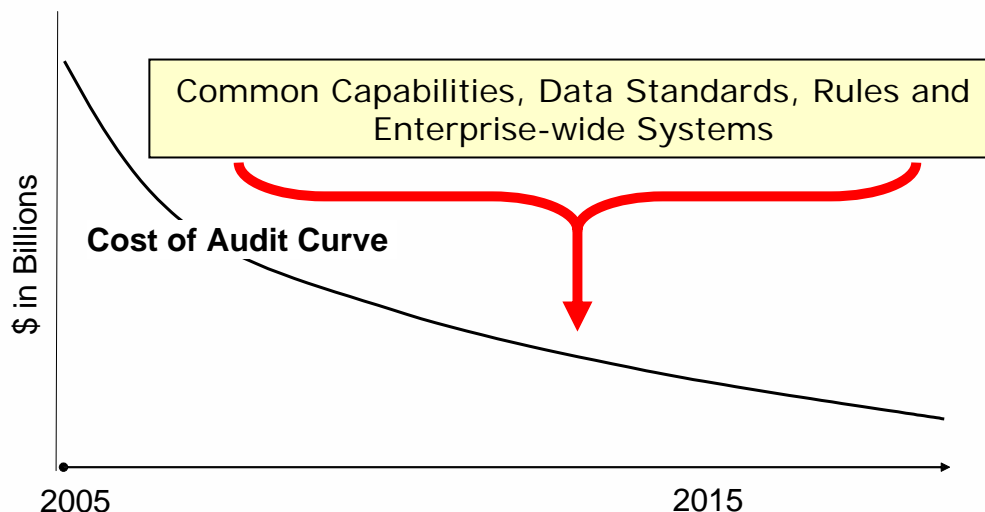 Common Capabilities, Data Standards, Rules and
Enterprise-wide Systems
$ in Billions
Cost of Audit Curve
2005
2015